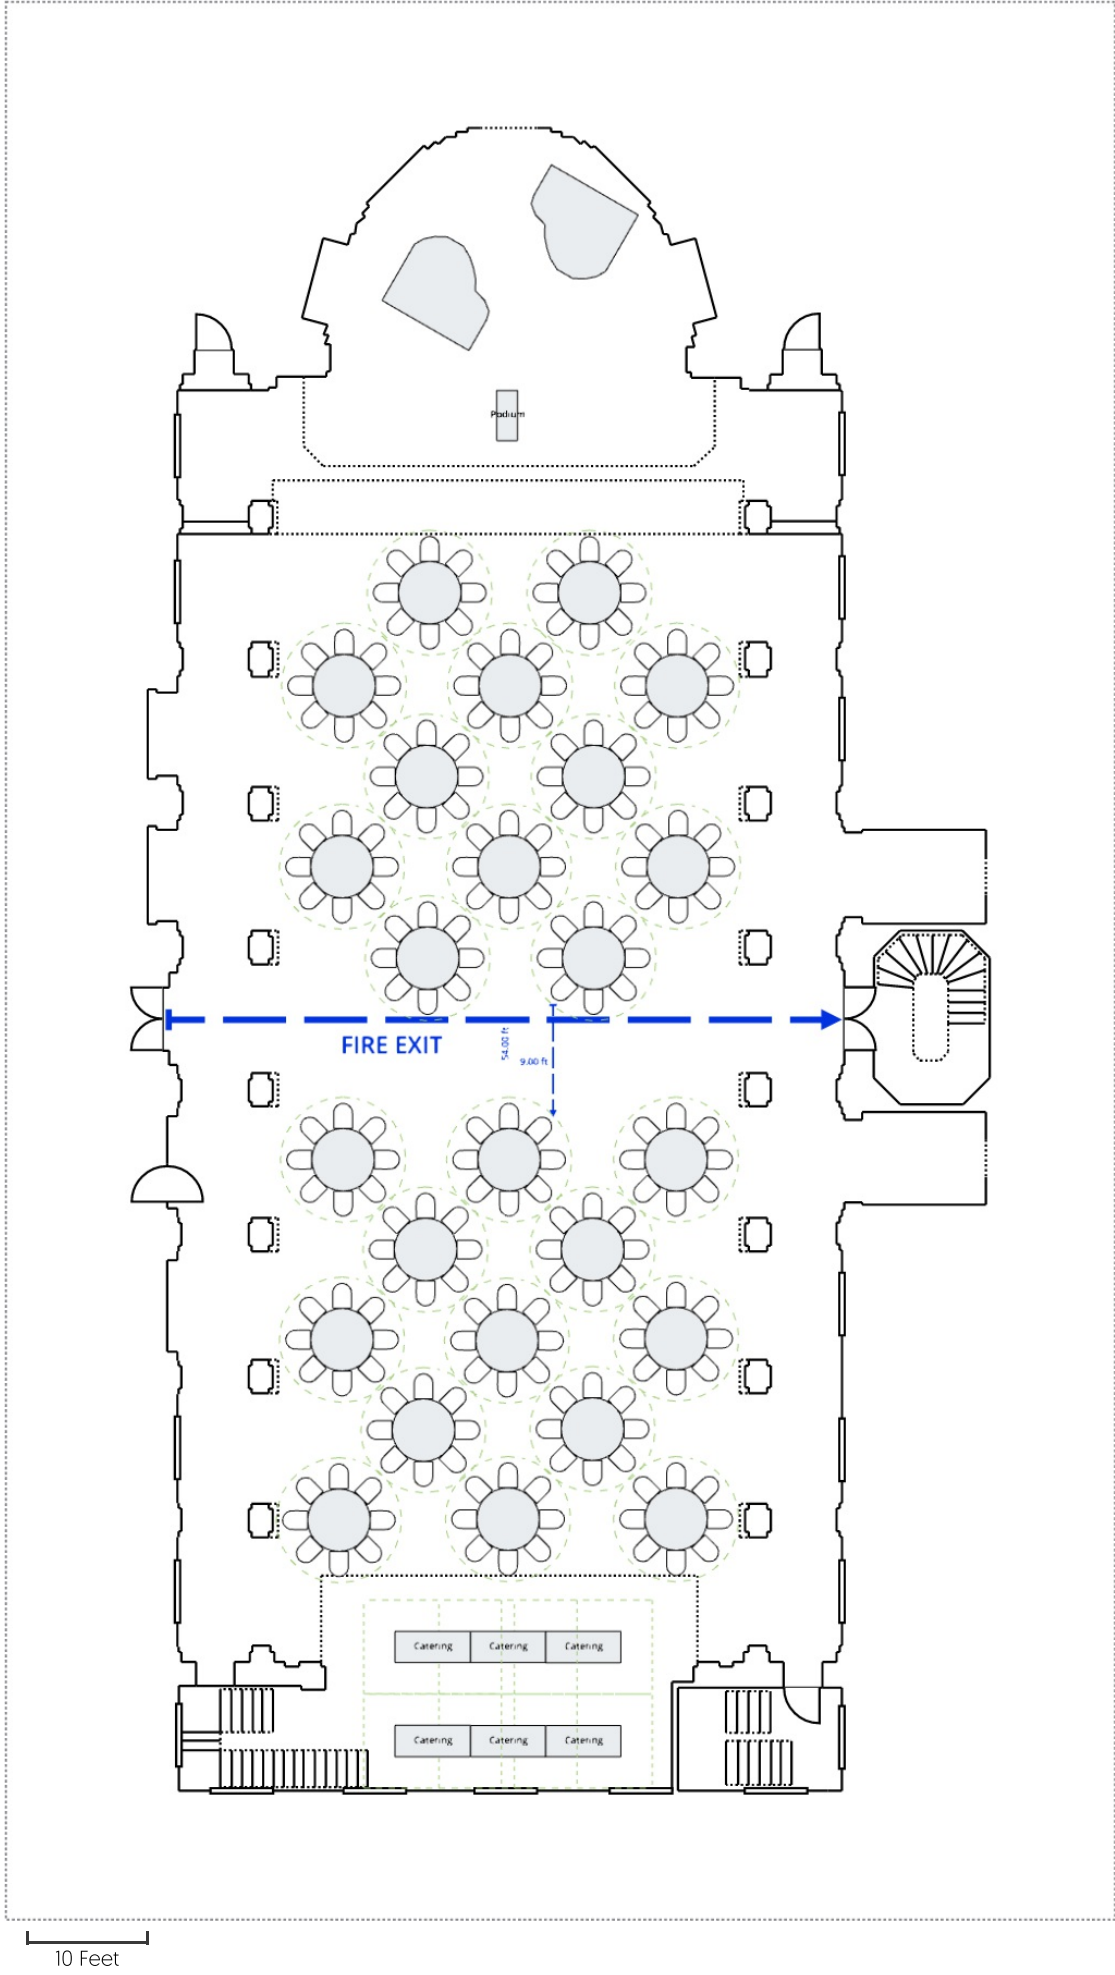 Podium
FIRE EXIT
54.00 ft
9.00 ft
Catering Catering Catering
Catering Catering Catering
10 Feet